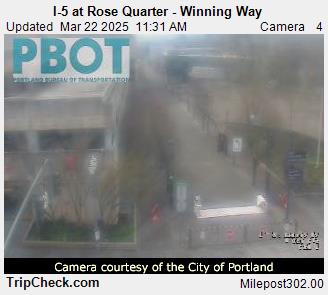 I-5 at Rose Quarter - Winning Way
Updated Mar 22 2025 11:31 AM Camera 4
PBOT
PORTLAND BUREAU OF TRANSPORTATION
Camera courtesy of the City of Portland
TripCheck.com Milepost302.00